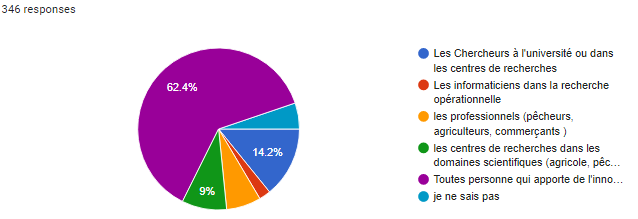 346 responses
62.4%
14.2%
9%
Les Chercheurs à l'université ou dans
les centres de recherches
Les informaticiens dans la recherche
opérationnelle
les professionnels (pêcheurs,
agriculteurs, commerçants )
les centres de recherches dans les
domaines scientifiques (agricole, pêc...
Toutes personne qui apporte de l'inno...
je ne sais pas